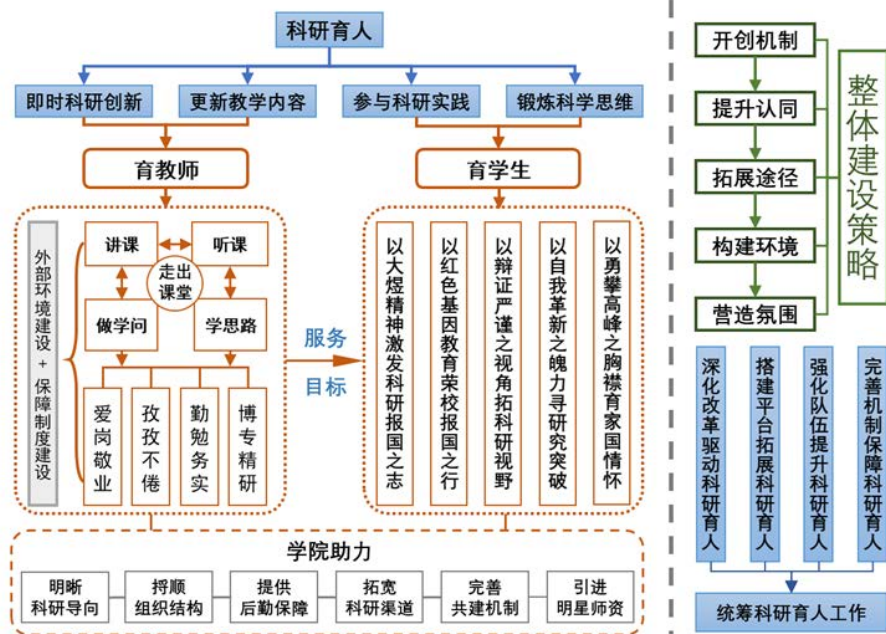 科研育人
即时科研创新
更新教学内容
参与科研实践
锻炼科学思维
育教师
育学生
外部环境建设+保障制度建设
讲课
听课
走出
课堂
做学问
学思路
爱岗敬业
孜孜不倦
勤勉务实
博专精研
服务
目标
以大煜精神激发科研报国之志
以红色基因教育荣校报国之行
以辩证严谨之视角拓科研视野
以自我革新之魄力寻研究突破
以勇攀高峰之胸襟育家国情怀
学院助力
明晰
科研导向
捋顺
组织结构
提供
后勤保障
拓宽
科研渠道
完善
共建机制
引进
明星师资
开创机制
提升认同
拓展途径
构建环境
营造氛围
整体建设策略
深化改革驱动科研育人
搭建平台拓展科研育人
强化队伍提升科研育人
完善机制保障科研育人
统筹科研育人工作